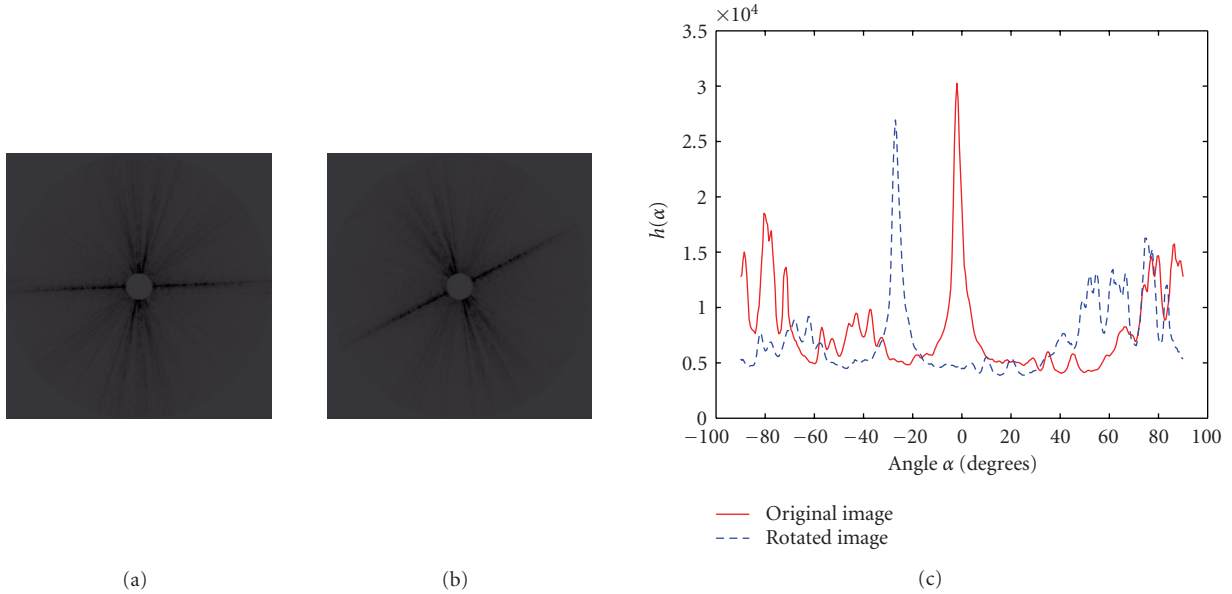 ×10⁴
3.5
3
2.5
2
1.5
1
0.5
0
h(α)
−100 −80 −60 −40 −20 0 20 40 60 80 100
Angle α (degrees)
Original image
Rotated image
(a) (b) (c)